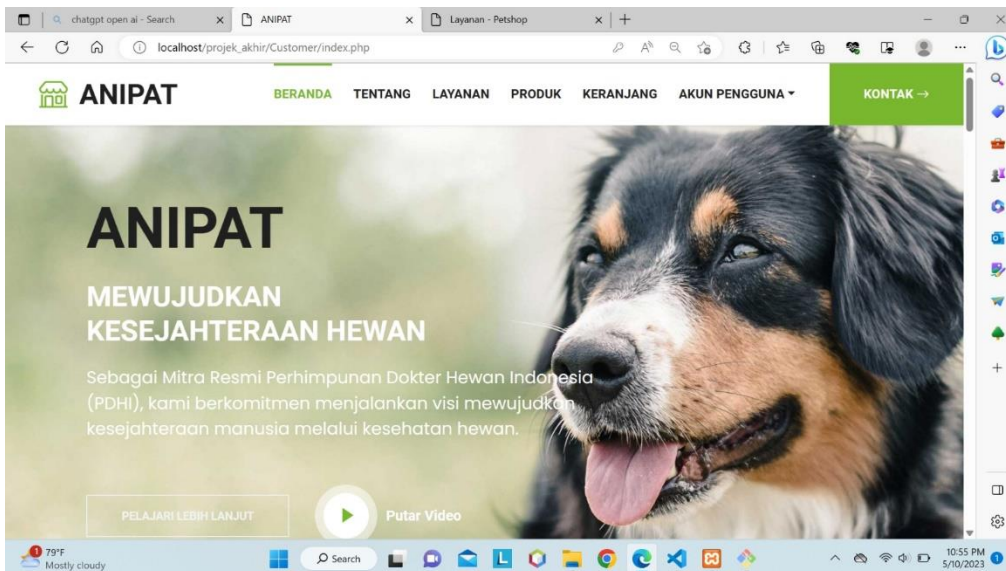 chatgpt open ai - Search
ANIPAT
Layanan - Petshop
localhost/projek_akhir/Customer/index.php
ANIPAT
BERANDA TENTANG LAYANAN PRODUK KERANJANG AKUN PENGGUNA
KONTAK →
ANIPAT
MEWUJUDKAN
KESEJAHTERAAN HEWAN
Sebagai Mitra Resmi Perhimpunan Dokter Hewan Indonesia
(PDHI), kami berkomitmen menjalankan visi mewujudkan
kesejahteraan manusia melalui kesehatan hewan.
PELAJARI LEBIH LANJUT
Putar Video
1
79°F
Mostly cloudy
Search
10:55 PM
5/10/2023
1